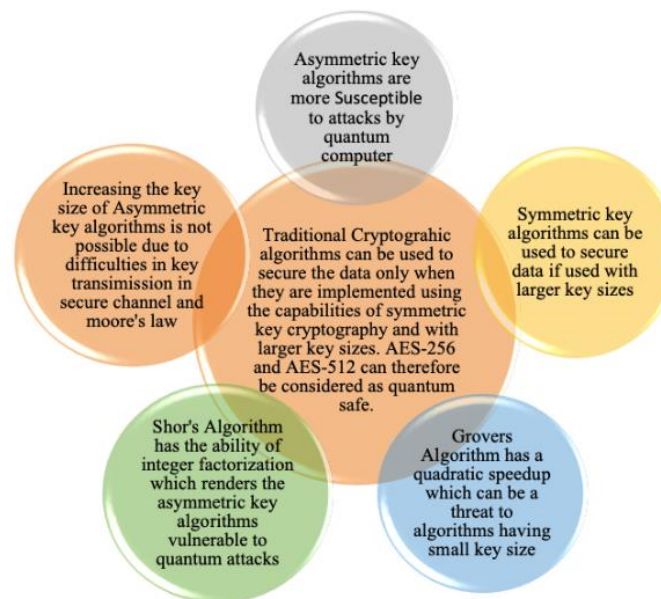 Asymmetric key
algorithms are
more Susceptible
to attacks by
quantum
computer
Increasing the key
size of Asymmetric
key algorithms is not
possible due to
difficulties in key
transimission in
secure channel and
moore's law
Traditional Cryptograhic
algorithms can be used to
secure the data only when
they are implemented using
the capabilities of symmetric
key cryptography and with
larger key sizes. AES-256
and AES-512 can therefore
be considered as quantum
safe.
Symmetric key
algorithms can be
used to secure
data if used with
larger key sizes
Shor's Algorithm
has the ability of
integer factorization
which renders the
asymmetric key
algorithms
vulnerable to
quantum attacks
Grovers
Algorithm has a
quadratic speedup
which can be a
threat to
algorithms having
small key size